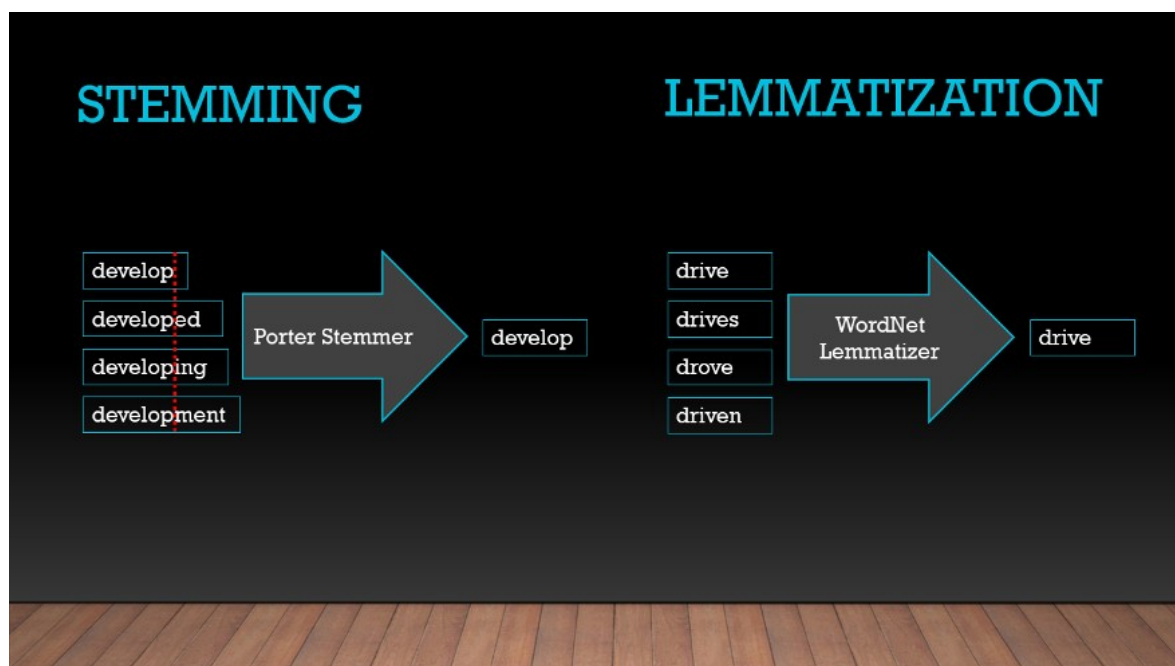 STEMMING
develop
developed
developing
development
Porter Stemmer
develop
LEMMATIZATION
drive
drives
drove
driven
WordNet
Lemmatizer
drive